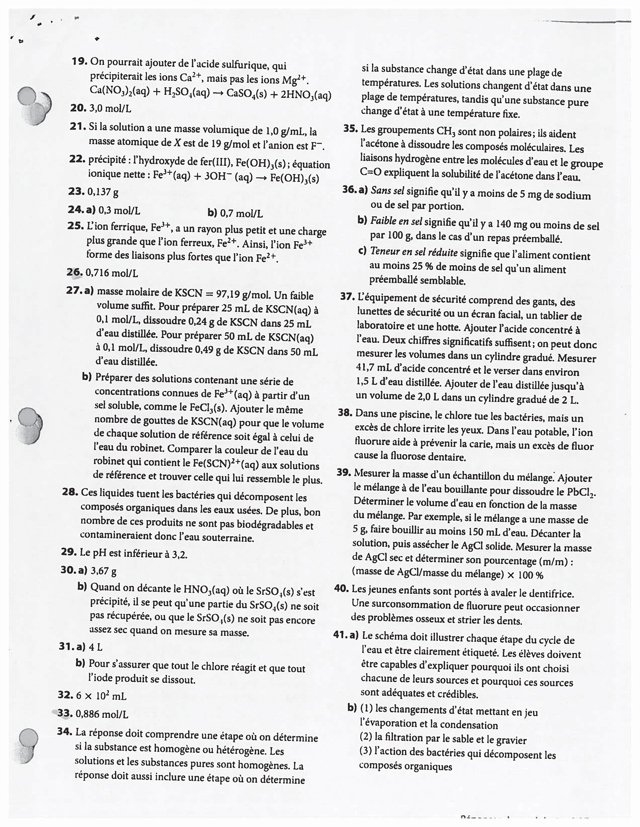 19. On pourrait ajouter de l'acide sulfurique, qui
précipiterait les ions Ca²⁺, mais pas les ions Mg²⁺.
Ca(NO₃)₂(aq) + H₂SO₄(aq) → CaSO₄(s) + 2HNO₃(aq)
20. 3,0 mol/L
21. Si la solution a une masse volumique de 1,0 g/mL, la
masse atomique de X est de 19 g/mol et l'anion est F⁻.
22. précipité : l'hydroxyde de fer(III), Fe(OH)₃(s) ; équation
ionique nette : Fe³⁺(aq) + 3OH⁻ (aq) → Fe(OH)₃(s)
23. 0,137 g
24. a) 0,3 mol/L b) 0,7 mol/L
25. L'ion ferrique, Fe³⁺, a un rayon plus petit et une charge
plus grande que l'ion ferreux, Fe²⁺. Ainsi, l'ion Fe³⁺
forme des liaisons plus fortes que l'ion Fe²⁺.
26. 0,716 mol/L
27. a) masse molaire de KSCN = 97,19 g/mol. Un faible
volume suffit. Pour préparer 25 mL de KSCN(aq) à
0,1 mol/L, dissoudre 0,24 g de KSCN dans 25 mL
d'eau distillée. Pour préparer 50 mL de KSCN(aq)
à 0,1 mol/L, dissoudre 0,49 g de KSCN dans 50 mL
d'eau distillée.
b) Préparer des solutions contenant une série de
concentrations connues de Fe³⁺(aq) à partir d'un
sel soluble, comme le FeCl₃(s). Ajouter le même
nombre de gouttes de KSCN(aq) pour que le volume
de chaque solution de référence soit égal à celui de
l'eau du robinet. Comparer la couleur de l'eau du
robinet qui contient le Fe(SCN)²⁺(aq) aux solutions
de référence et trouver celle qui lui ressemble le plus.
28. Ces liquides tuent les bactéries qui décomposent les
composés organiques dans les eaux usées. De plus, bon
nombre de ces produits ne sont pas biodégradables et
contamineraient donc l'eau souterraine.
29. Le pH est inférieur à 3,2.
30. a) 3,67 g
b) Quand on décante le HNO₃(aq) où le SrSO₄(s) s'est
précipité, il se peut qu'une partie du SrSO₄(s) ne soit
pas récupérée, ou que le SrSO₄(s) ne soit pas encore
assez sec quand on mesure sa masse.
31. a) 4 L
b) Pour s'assurer que tout le chlore réagit et que tout
l'iode produit se dissout.
32. 6 × 10² mL
33. 0,886 mol/L
34. La réponse doit comprendre une étape où on détermine
si la substance est homogène ou hétérogène. Les
solutions et les substances pures sont homogènes. La
réponse doit aussi inclure une étape où on détermine
si la substance change d'état dans une plage de
températures. Les solutions changent d'état dans une
plage de températures, tandis qu'une substance pure
change d'état à une température fixe.
35. Les groupements CH₃ sont non polaires; ils aident
l'acétone à dissoudre les composés moléculaires. Les
liaisons hydrogène entre les molécules d'eau et le groupe
C=O expliquent la solubilité de l'acétone dans l'eau.
36. a) Sans sel signifie qu'il y a moins de 5 mg de sodium
ou de sel par portion.
b) Faible en sel signifie qu'il y a 140 mg ou moins de sel
par 100 g, dans le cas d'un repas préemballé.
c) Teneur en sel réduite signifie que l'aliment contient
au moins 25 % de moins de sel qu'un aliment
préemballé semblable.
37. L'équipement de sécurité comprend des gants, des
lunettes de sécurité ou un écran facial, un tablier de
laboratoire et une hotte. Ajouter l'acide concentré à
l'eau. Deux chiffres significatifs suffisent; on peut donc
mesurer les volumes dans un cylindre gradué. Mesurer
41,7 mL d'acide concentré et le verser dans environ
1,5 L d'eau distillée. Ajouter de l'eau distillée jusqu'à
un volume de 2,0 L dans un cylindre gradué de 2 L.
38. Dans une piscine, le chlore tue les bactéries, mais un
excès de chlore irrite les yeux. Dans l'eau potable, l'ion
fluorure aide à prévenir la carie, mais un excès de fluor
cause la fluorose dentaire.
39. Mesurer la masse d'un échantillon du mélange. Ajouter
le mélange à de l'eau bouillante pour dissoudre le PbCl₂.
Déterminer le volume d'eau en fonction de la masse
du mélange. Par exemple, si le mélange a une masse de
5 g, faire bouillir au moins 150 mL d'eau. Décanter la
solution, puis assécher le AgCl solide. Mesurer la masse
de AgCl sec et déterminer son pourcentage (m/m) :
(masse de AgCl/masse du mélange) × 100 %
40. Les jeunes enfants sont portés à avaler le dentifrice.
Une surconsommation de fluorure peut occasionner
des problèmes osseux et strier les dents.
41. a) Le schéma doit illustrer chaque étape du cycle de
l'eau et être clairement étiqueté. Les élèves doivent
être capables d'expliquer pourquoi ils ont choisi
chacune de leurs sources et pourquoi ces sources
sont adéquates et crédibles.
b) (1) les changements d'état mettant en jeu
l'évaporation et la condensation
(2) la filtration par le sable et le gravier
(3) l'action des bactéries qui décomposent les
composés organiques